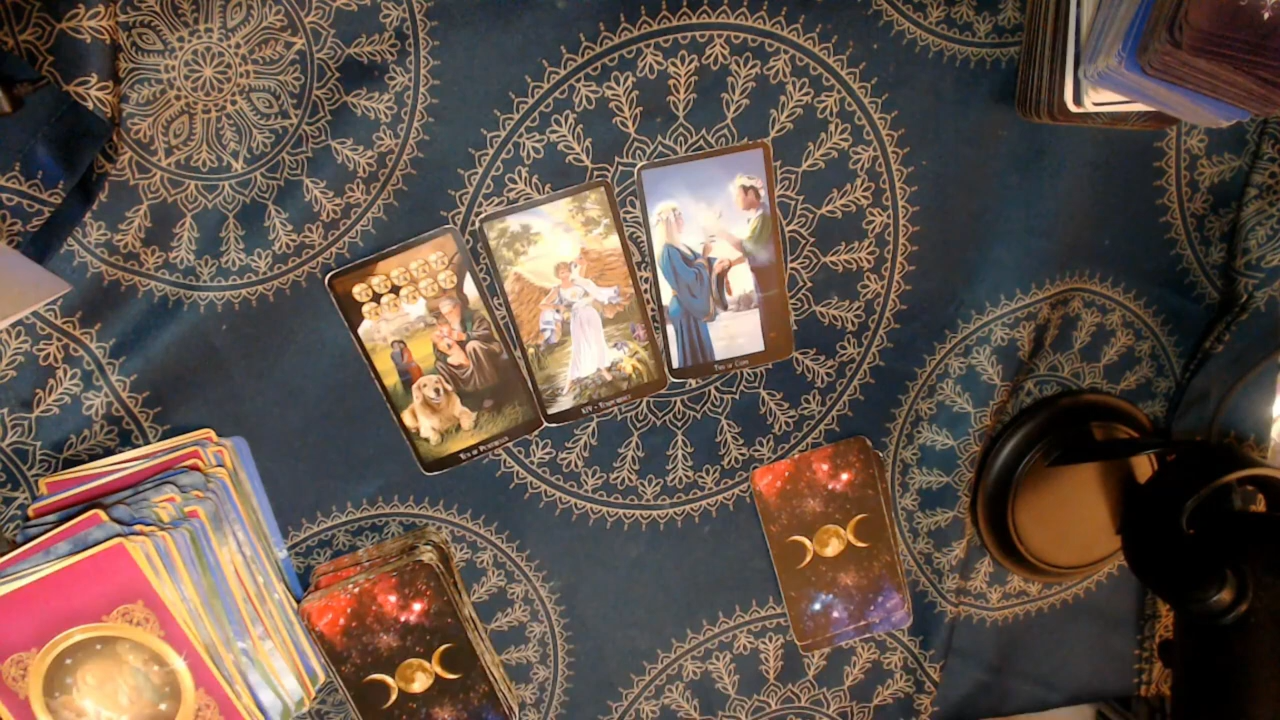 Ten of Pentacles
XIV - Temperance
Two of Cups